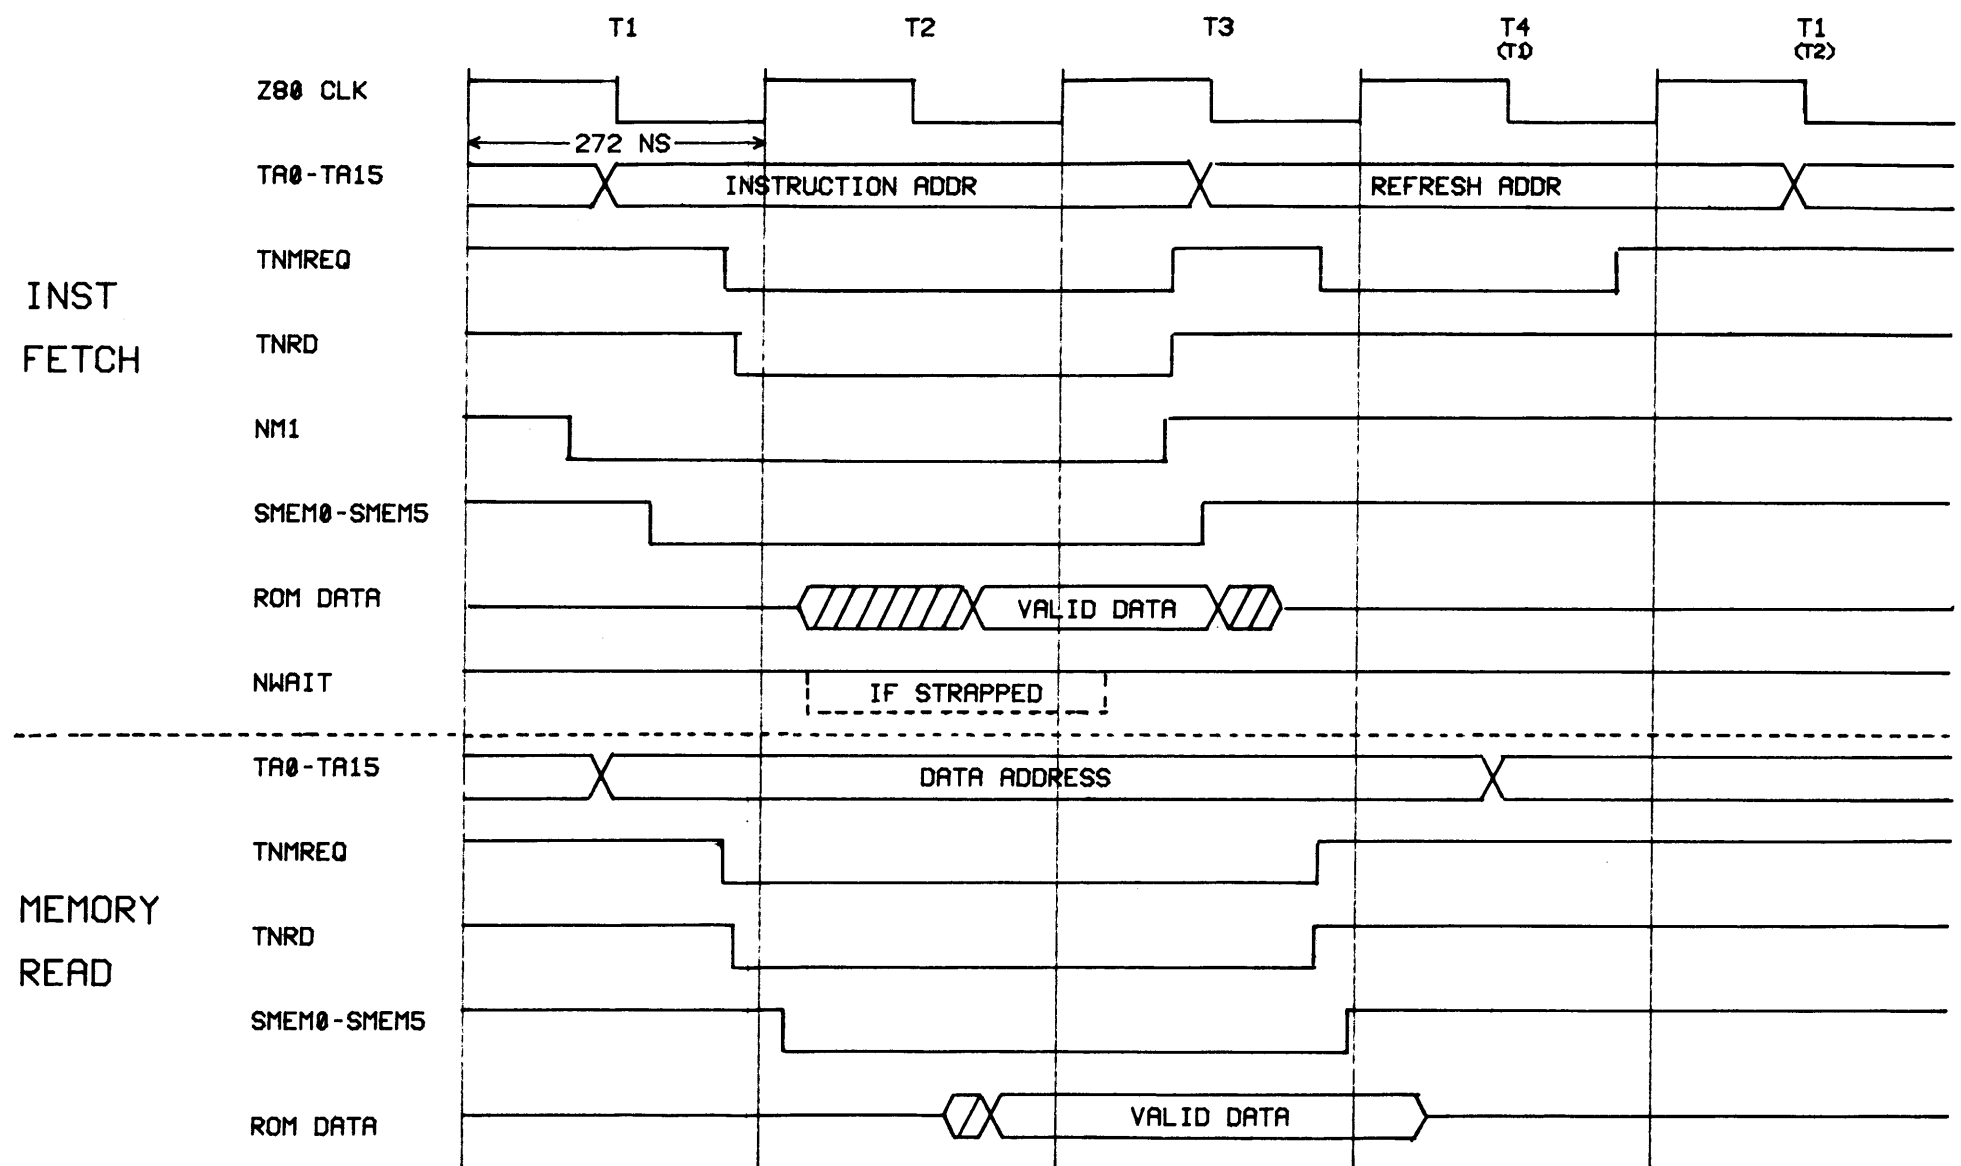 T1 T2 T3 T4 T1
(T1) (T2)
Z80 CLK
272 NS
TA0-TA15 INSTRUCTION ADDR REFRESH ADDR
TNMREQ
INST
FETCH
TNRD
NM1
SMEM0-SMEM5
ROM DATA VALID DATA
NWAIT IF STRAPPED
TA0-TA15 DATA ADDRESS
TNMREQ
MEMORY
READ
TNRD
SMEM0-SMEM5
ROM DATA VALID DATA